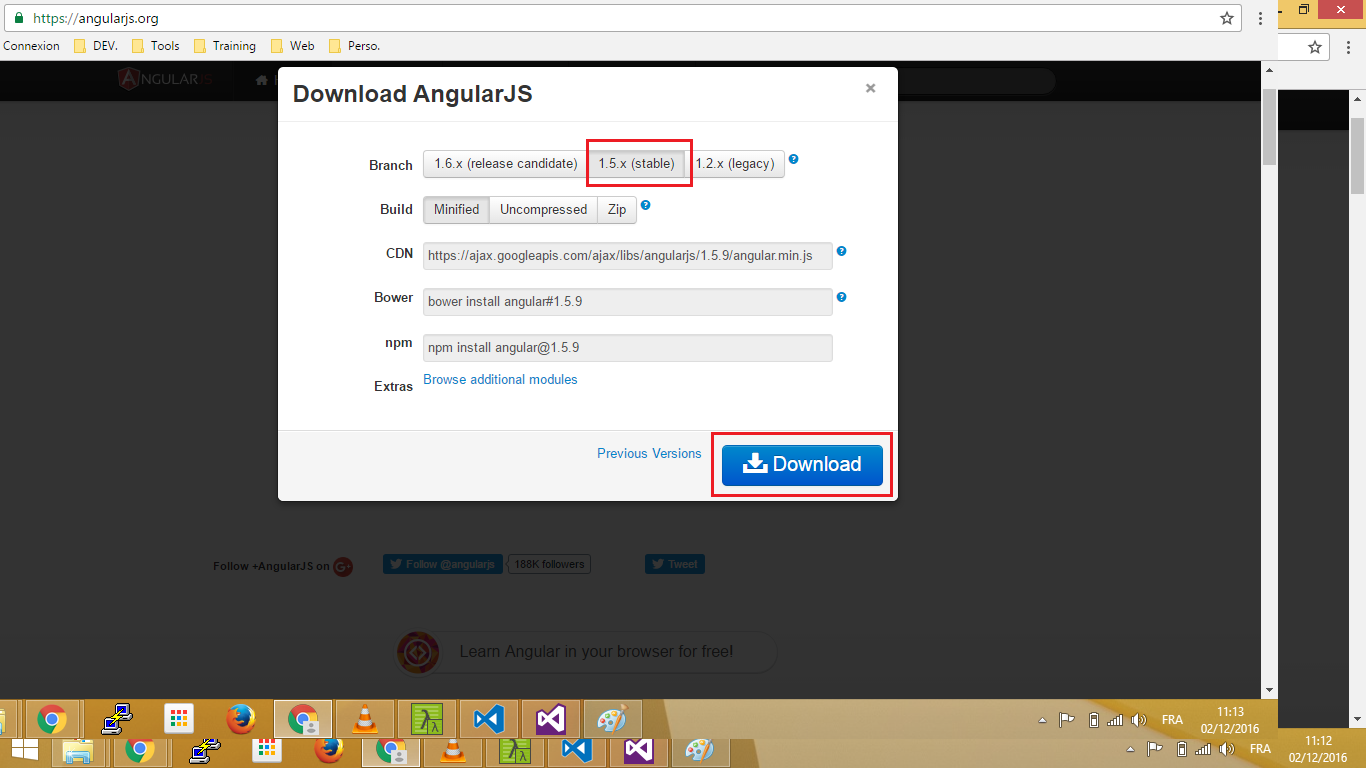 https://angularjs.org
Connexion DEV. Tools Training Web Perso.
ANGULARJS
Download AngularJS ×
Branch 1.6.x (release candidate) 1.5.x (stable) 1.2.x (legacy) ?
Build Minified Uncompressed Zip ?
CDN https://ajax.googleapis.com/ajax/libs/angularjs/1.5.9/angular.min.js ?
Bower bower install angular#1.5.9 ?
npm npm install angular@1.5.9
Extras Browse additional modules
Previous Versions Download
Follow +AngularJS on G+ Follow @angularjs 188K followers Tweet
Learn Angular in your browser for free!
FRA 11:13
02/12/2016
FRA 11:12
02/12/2016